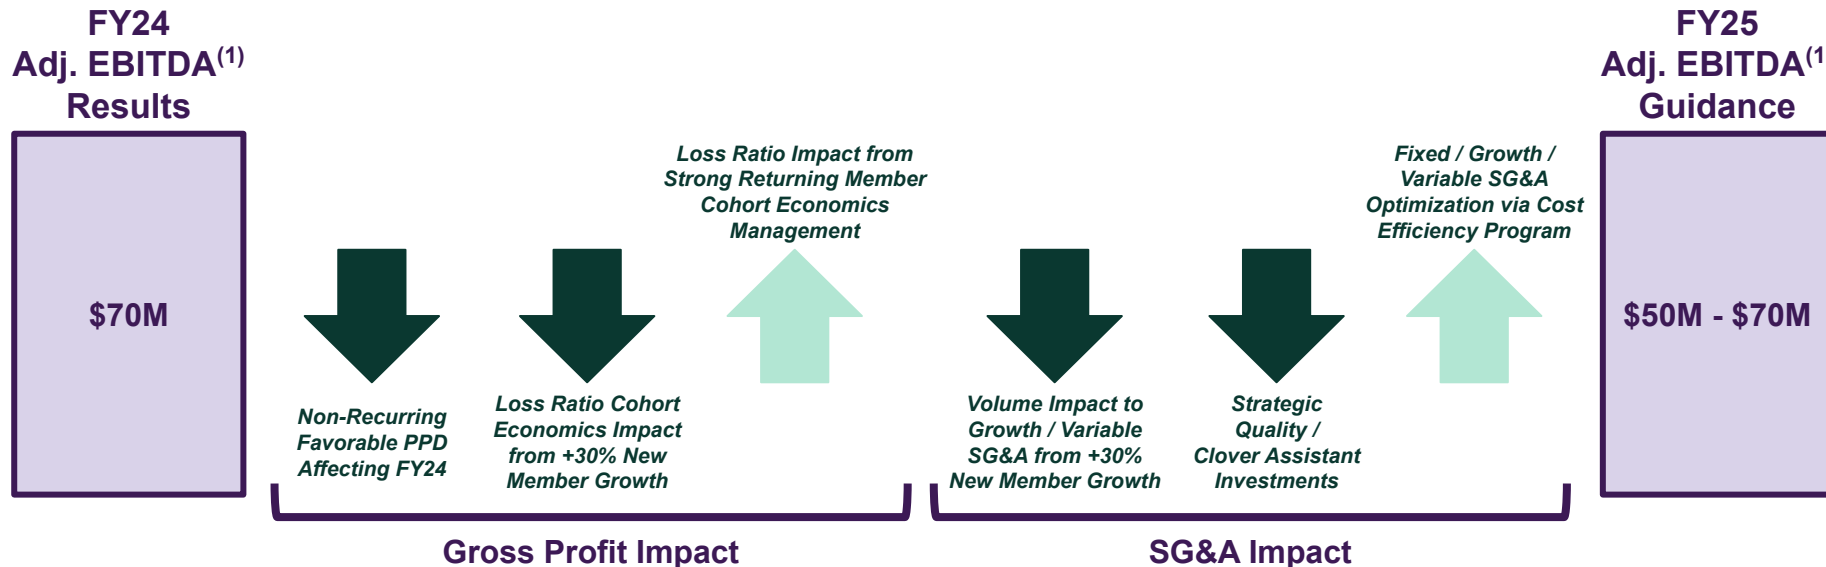 FY24
Adj. EBITDA(1)
Results
$70M
Non-Recurring
Favorable PPD
Affecting FY24
Loss Ratio Cohort
Economics Impact
from +30% New
Member Growth
Loss Ratio Impact from
Strong Returning Member
Cohort Economics
Management
Gross Profit Impact
Volume Impact to
Growth / Variable
SG&A from +30%
New Member Growth
Strategic
Quality /
Clover Assistant
Investments
Fixed / Growth /
Variable SG&A
Optimization via Cost
Efficiency Program
SG&A Impact
FY25
Adj. EBITDA(1
Guidance
$50M - $70M